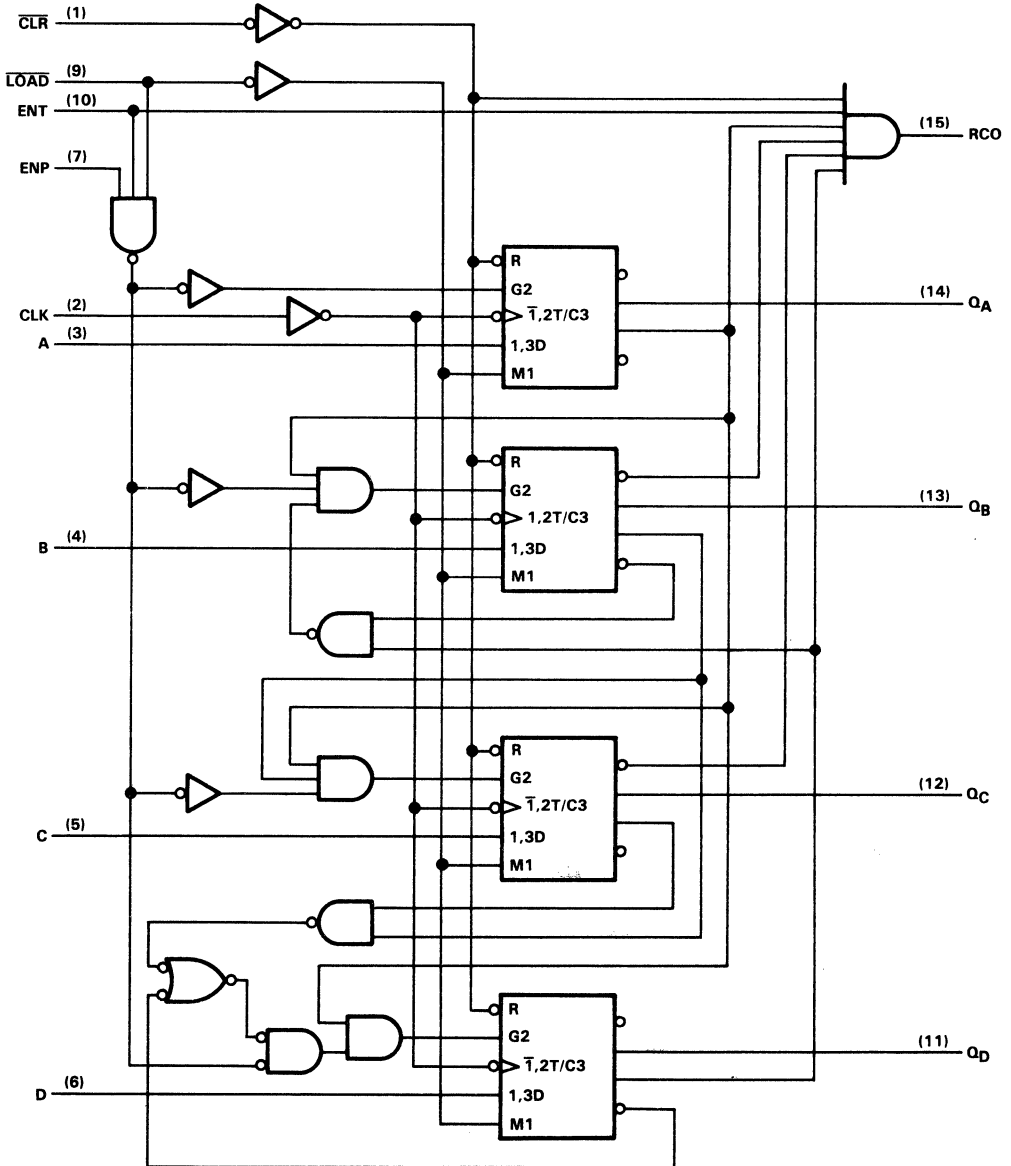 C̅L̅R̅ (1)
L̅O̅A̅D̅ (9)
ENT (10)
(15) RCO
ENP (7)
R
G2
CLK (2)
1̅,2T/C3
(14) QA
A (3)
1,3D
M1
R
G2
(13) QB
1,2T/C3
B (4)
1,3D
M1
R
G2
1̅,2T/C3
(12) QC
C (5)
1,3D
M1
R
G2
1̅,2T/C3
(11) QD
D (6)
1,3D
M1